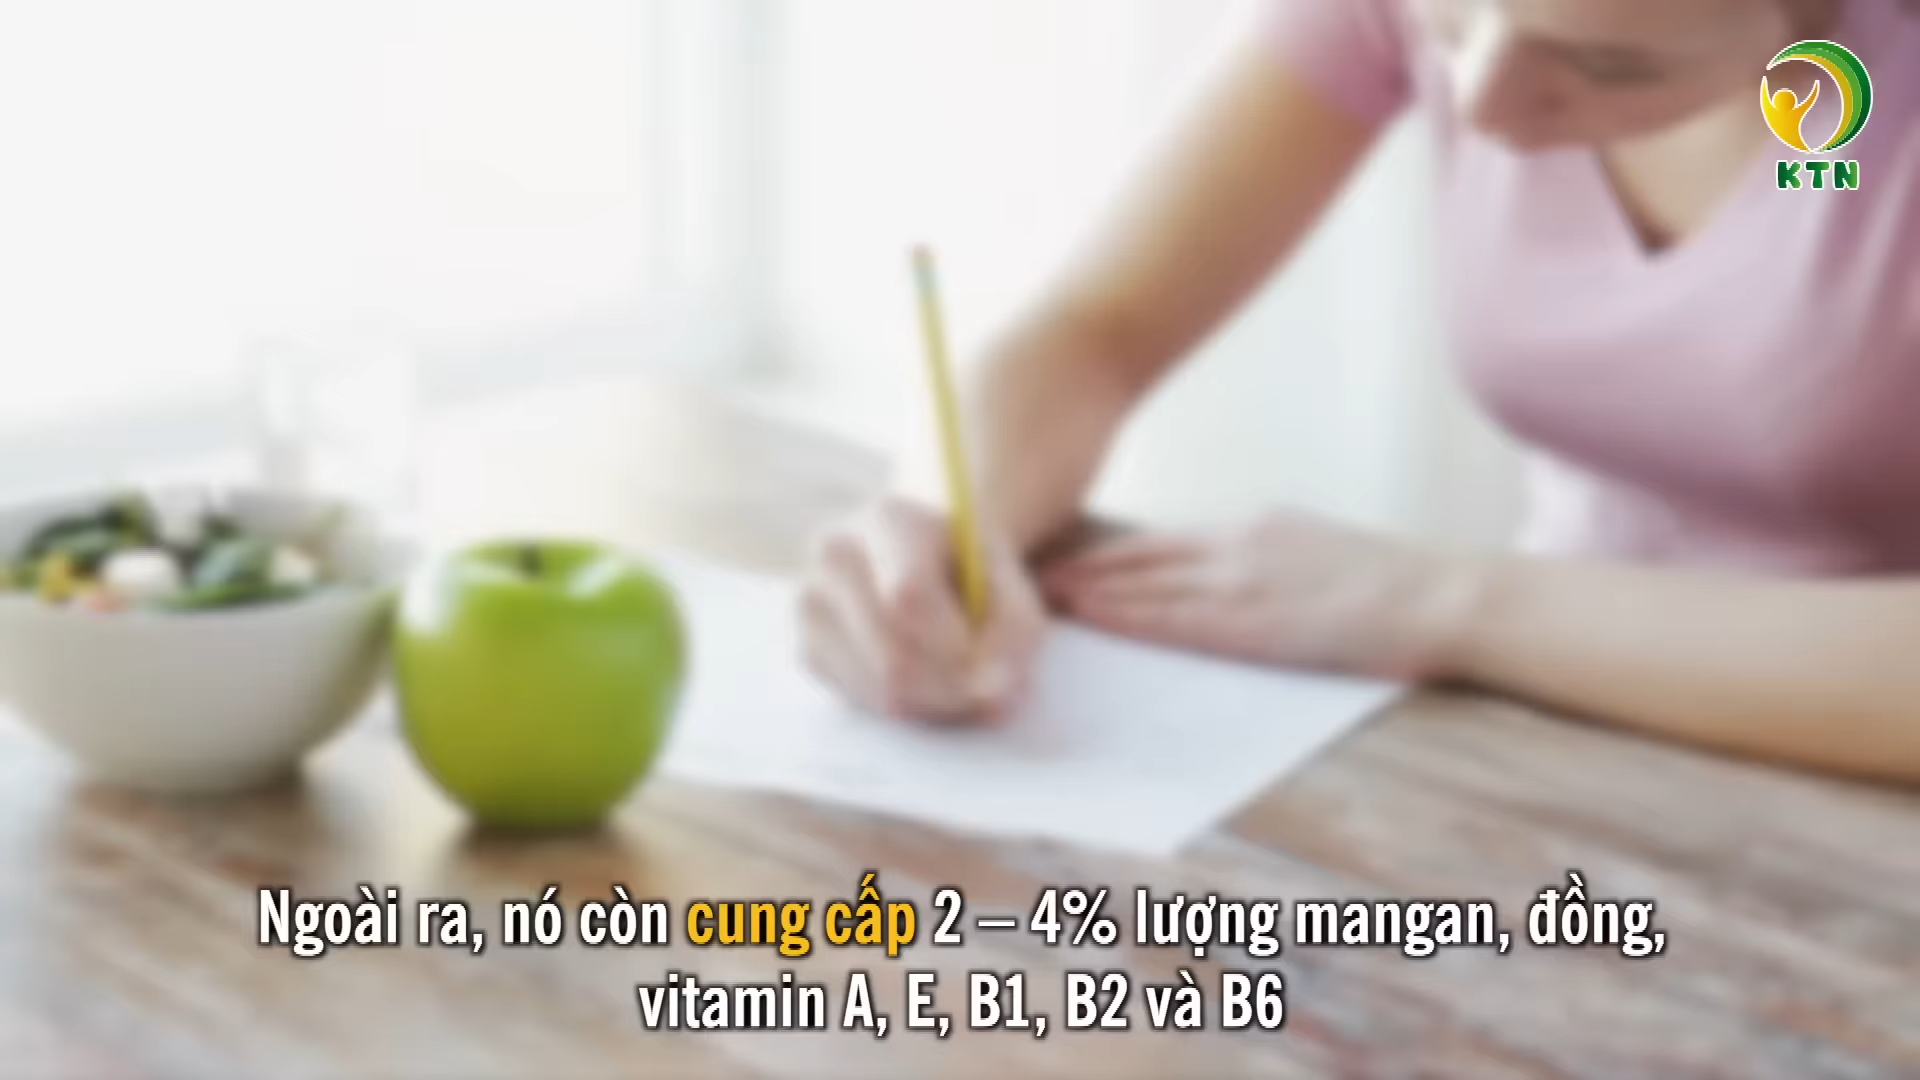 KTN
Ngoài ra, nó còn cung cấp 2 – 4% lượng mangan, đồng,
vitamin A, E, B1, B2 và B6